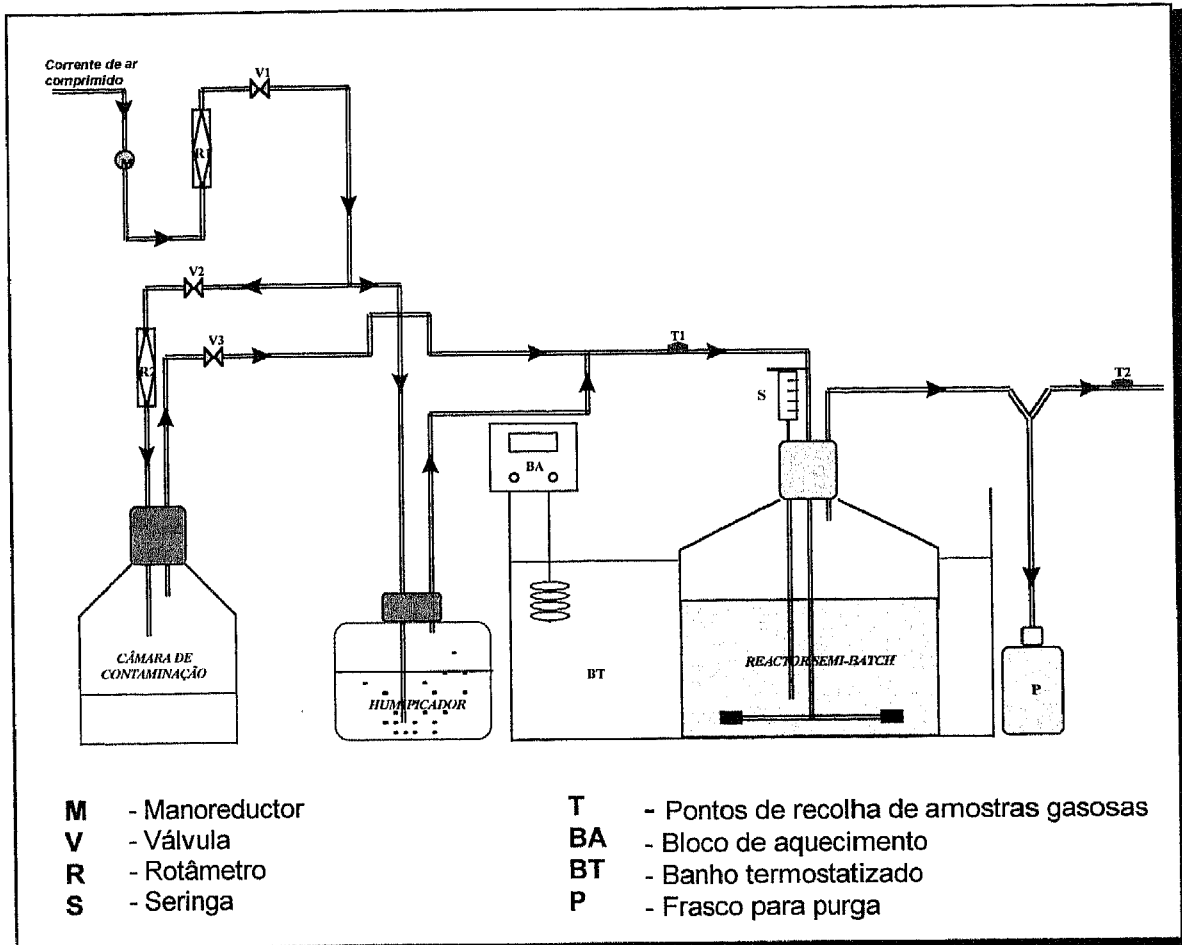 Corrente de ar
comprimido
V1
M
R1
V2
V3
R2
T1
T2
S
BA
CÂMARA DE
CONTAMINAÇÃO
HUMIPIÇADOR
BT
REACTOR SEMI-BATCH
P
M - Manoreductor
V - Válvula
R - Rotâmetro
S - Seringa
T - Pontos de recolha de amostras gasosas
BA - Bloco de aquecimento
BT - Banho termostatizado
P - Frasco para purga